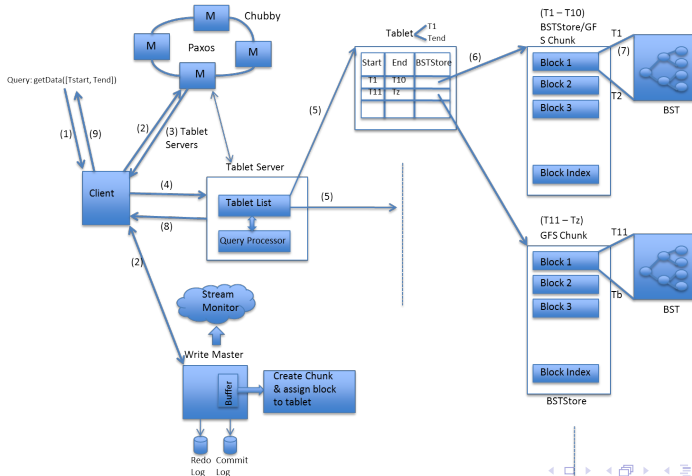 Chubby
M
M
Paxos
M
M
Query: getData([Tstart, Tend])
(1)
(9)
(2)
(3) Tablet
Servers
Client
(4)
(8)
(2)
Tablet Server
Tablet List
Query Processor
(5)
(5)
Tablet
T1
Tend
Start
End
BSTStore
T1
T10
T11
Tz
(6)
(T1 – T10)
BSTStore/GF
S Chunk
Block 1
Block 2
Block 3
Block Index
T1
(7)
T2
BST
(T11 – Tz)
GFS Chunk
Block 1
Block 2
Block 3
Block Index
BSTStore
T11
Tb
BST
Stream
Monitor
Write Master
Buffer
Create Chunk
& assign block
to tablet
Redo
Log
Commit
Log